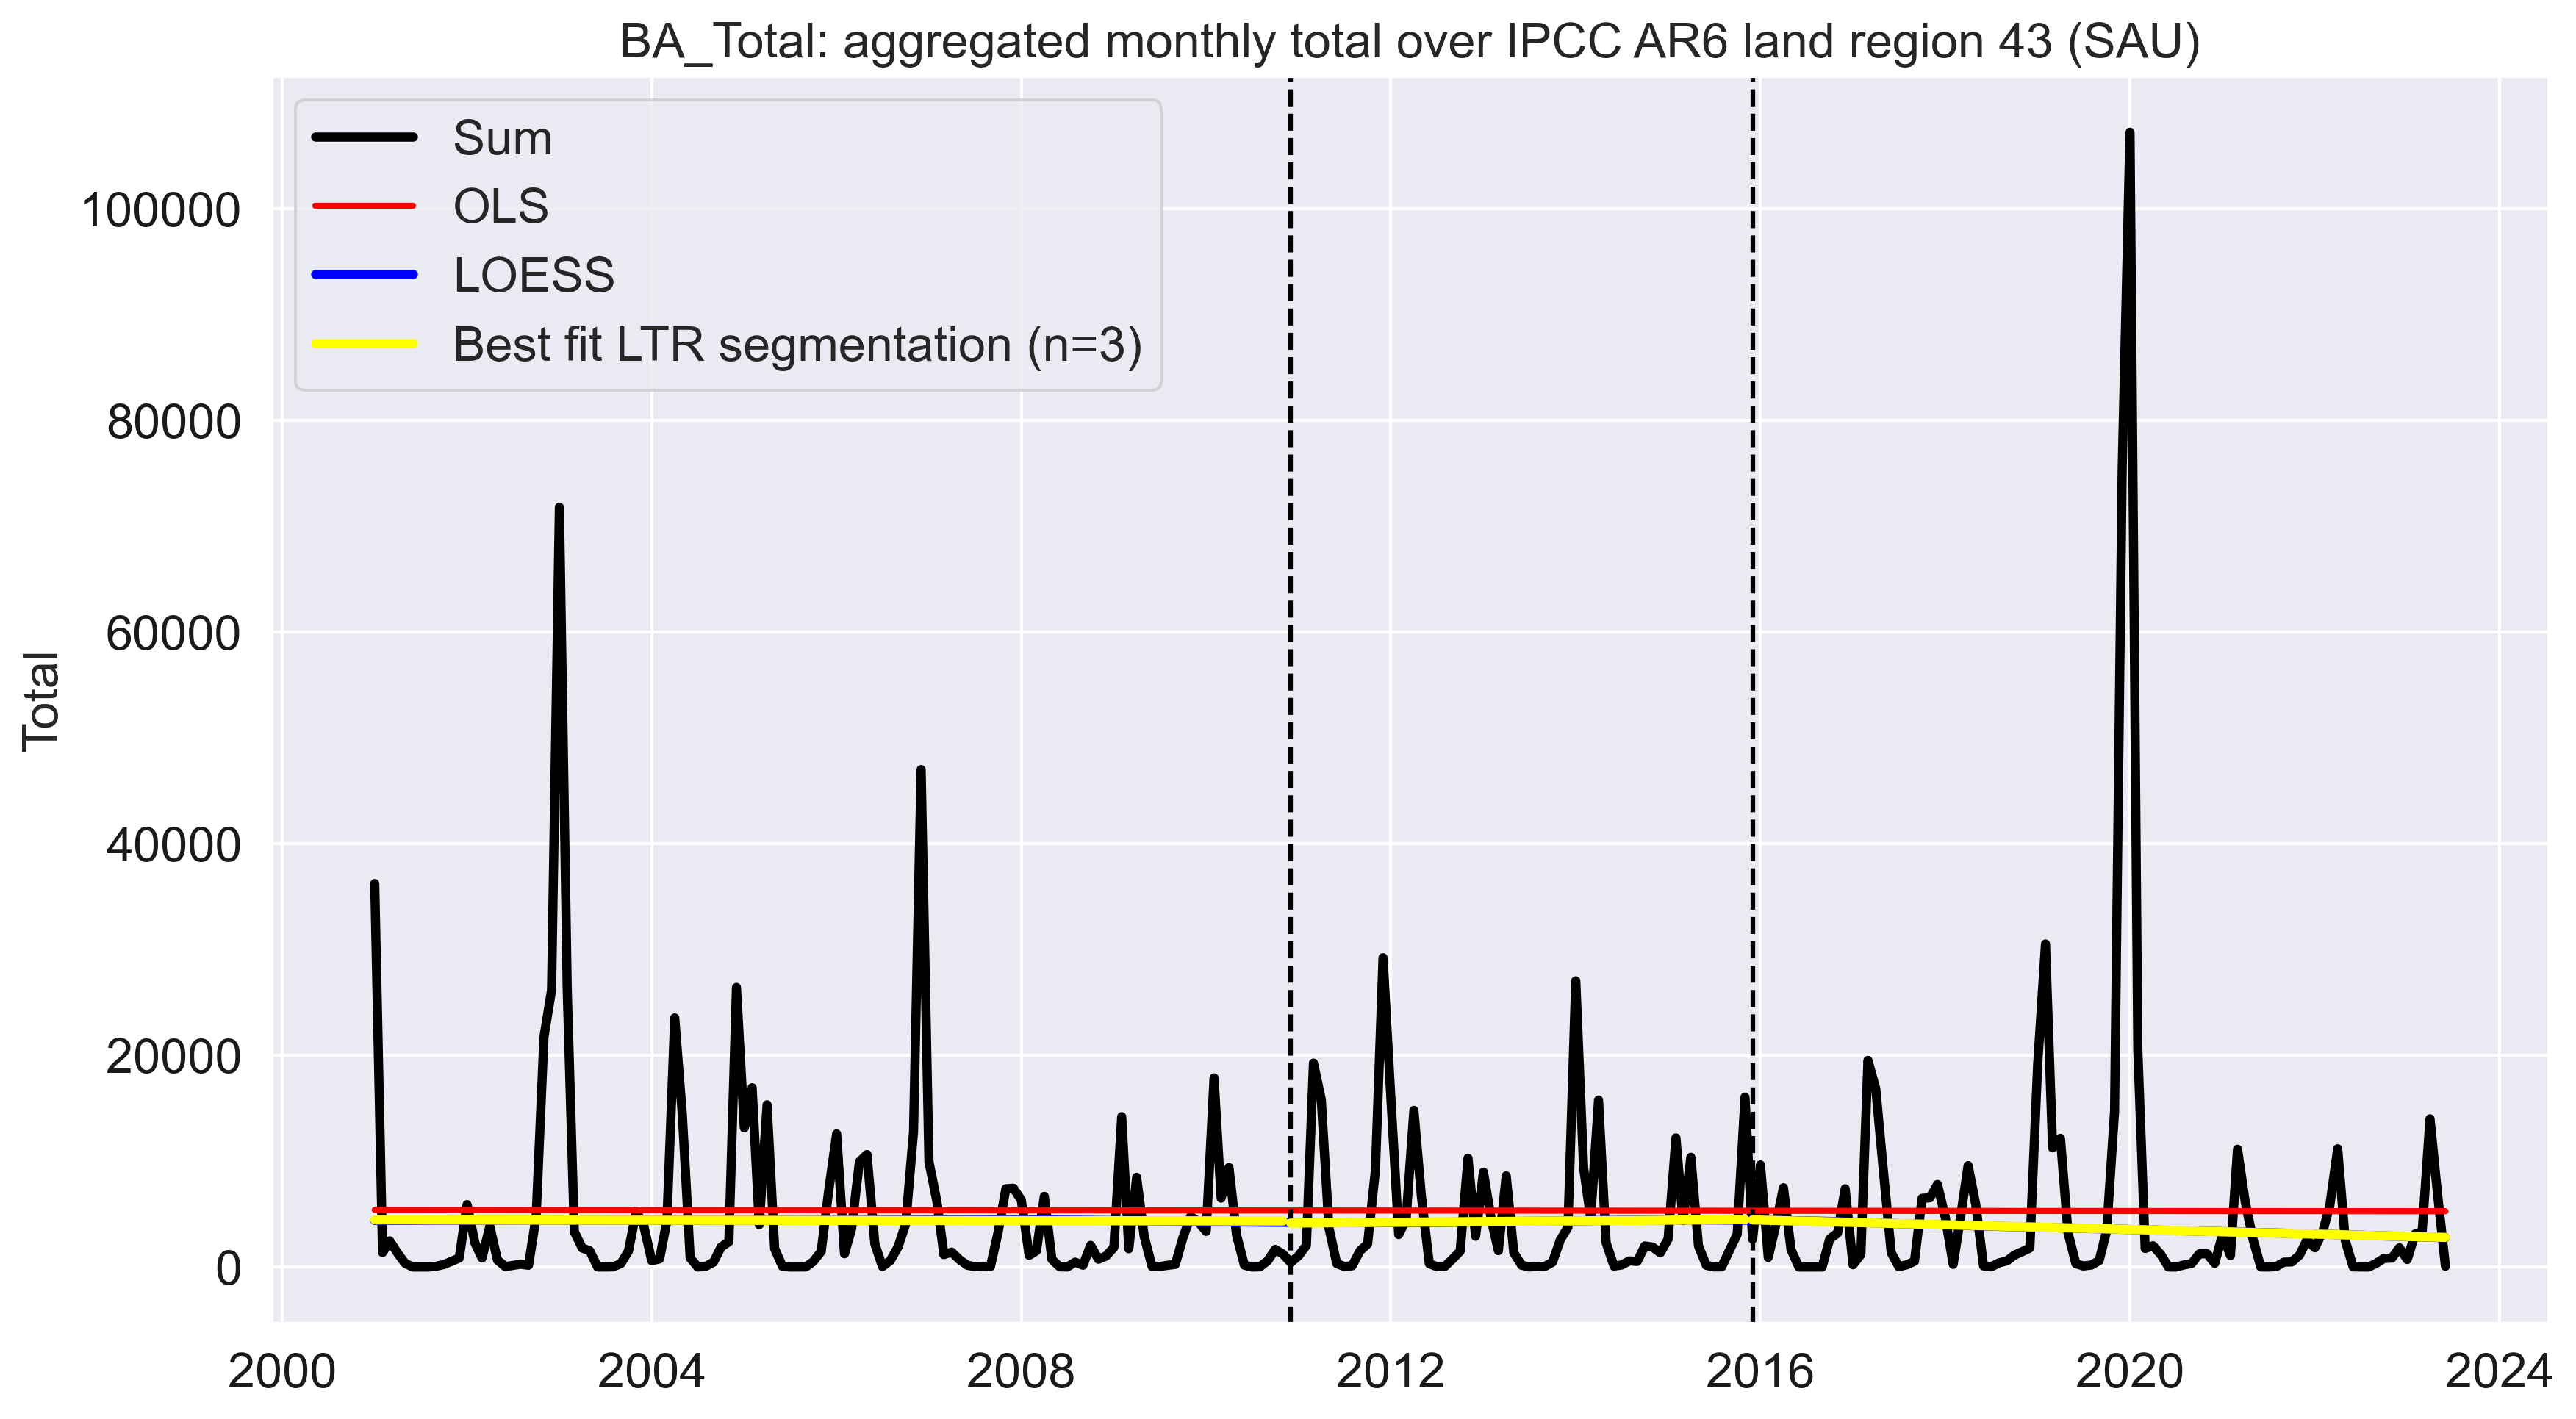 BA_Total: aggregated monthly total over IPCC AR6 land region 43 (SAU)
Sum
OLS
LOESS
Best fit LTR segmentation (n=3)
100000
80000
60000
40000
20000
0
Total
2000 2004 2008 2012 2016 2020 2024